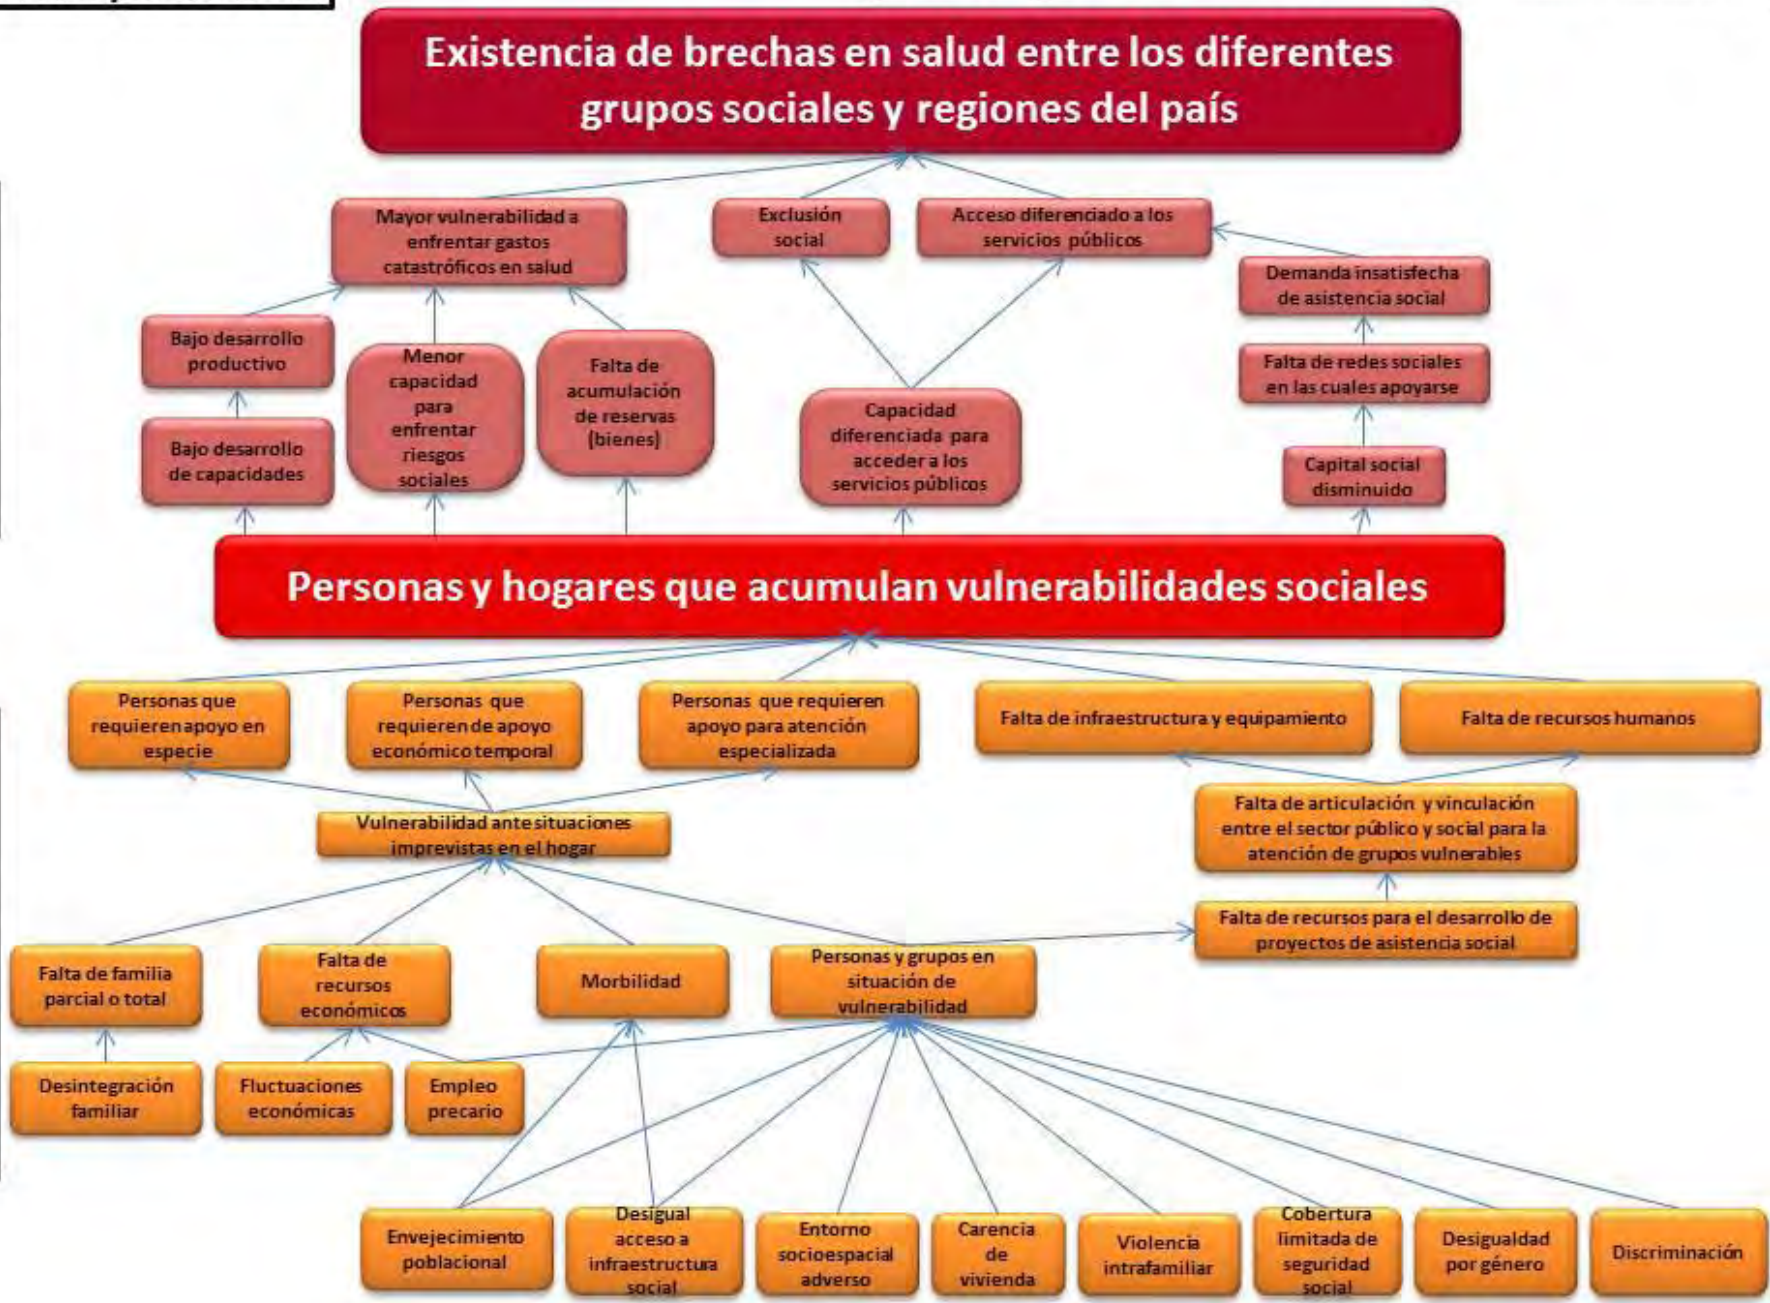 Existencia de brechas en salud entre los diferentes
grupos sociales y regiones del país
Mayor vulnerabilidad a
enfrentar gastos
catastróficos en salud
Exclusión
social
Acceso diferenciado a los
servicios públicos
Demanda insatisfecha
de asistencia social
Bajo desarrollo
productivo
Menor
capacidad
para
enfrentar
riesgos
sociales
Falta de
acumulación
de reservas
(bienes)
Falta de redes sociales
en las cuales apoyarse
Capacidad
diferenciada para
acceder a los
servicios públicos
Bajo desarrollo
de capacidades
Capital social
disminuido
Personas y hogares que acumulan vulnerabilidades sociales
Personas que
requieren apoyo en
especie
Personas que
requieren de apoyo
económico temporal
Personas que requieren
apoyo para atención
especializada
Falta de infraestructura y equipamiento
Falta de recursos humanos
Vulnerabilidad ante situaciones
imprevistas en el hogar
Falta de articulación y vinculación
entre el sector público y social para la
atención de grupos vulnerables
Falta de recursos para el desarrollo de
proyectos de asistencia social
Falta de familia
parcial o total
Falta de
recursos
económicos
Morbilidad
Personas y grupos en
situación de
vulnerabilidad
Desintegración
familiar
Fluctuaciones
económicas
Empleo
precario
Envejecimiento
poblacional
Desigual
acceso a
infraestructura
social
Entorno
socioespacial
adverso
Carencia
de
vivienda
Violencia
intrafamiliar
Cobertura
limitada de
seguridad
social
Desigualdad
por género
Discriminación